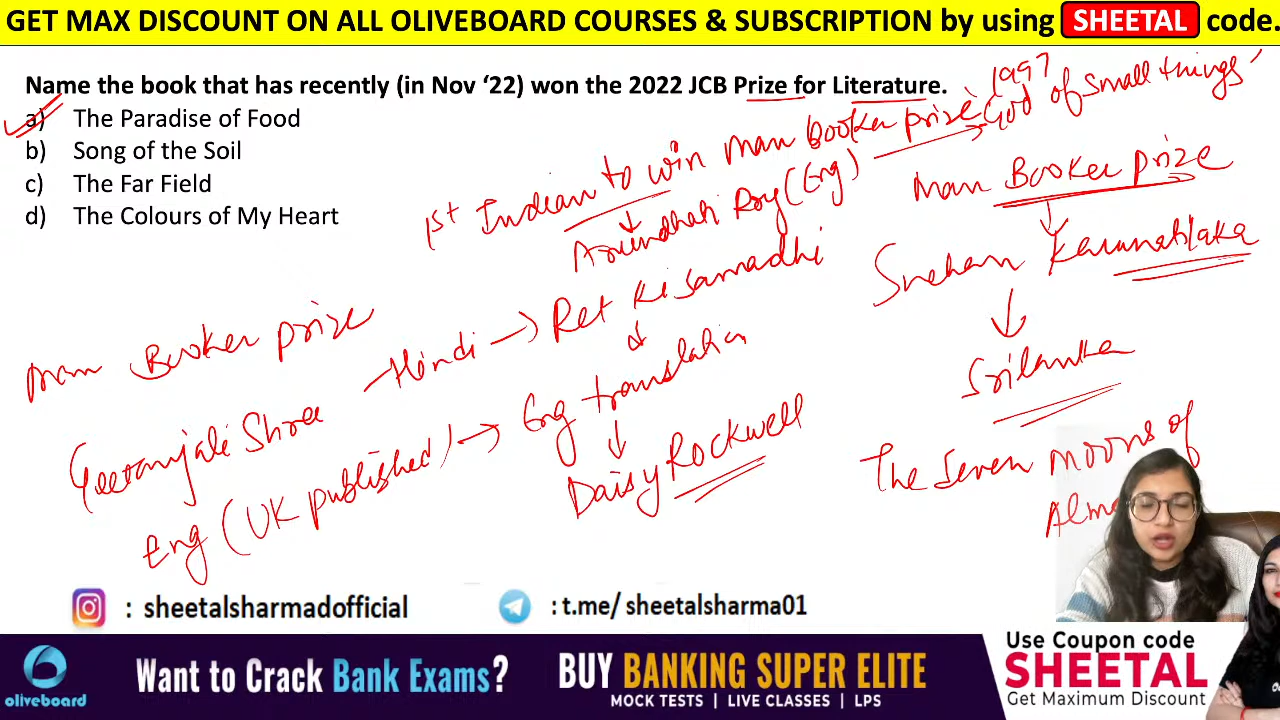 GET MAX DISCOUNT ON ALL OLIVEBOARD COURSES & SUBSCRIPTION by using SHEETAL code.
Name the book that has recently (in Nov ‘22) won the 2022 JCB Prize for Literature.
a) The Paradise of Food
b) Song of the Soil
c) The Far Field
d) The Colours of My Heart
1997
1st Indian to win Man Booker prize God of Small things
Arundhati Roy (Eng)
Man Booker prize
Karunatilaka
Srilanka
The Seven Moons of
Man Booker prize
Geetanjali Shree Hindi Ret ki samadhi
Eng (UK published) Eng translation
Daisy Rockwell
: sheetalsharmadofficial
: t.me/ sheetalsharma01
oliveboard
Want to Crack Bank Exams?
BUY BANKING SUPER ELITE
MOCK TESTS | LIVE CLASSES | LPS
Use Coupon code
SHEETAL
Get Maximum Discount